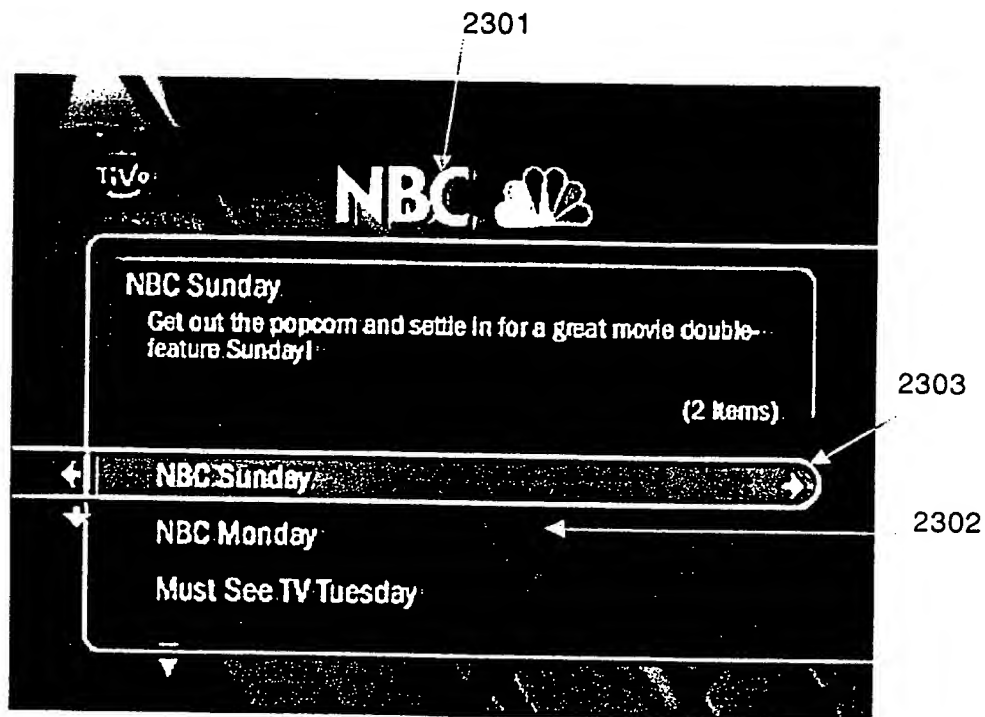 2301
TiVo
NBC
NBC Sunday
Get out the popcorn and settle in for a great movie double-
feature Sunday!
(2 Items)
2303
NBC Sunday
2302
NBC Monday
Must See TV Tuesday